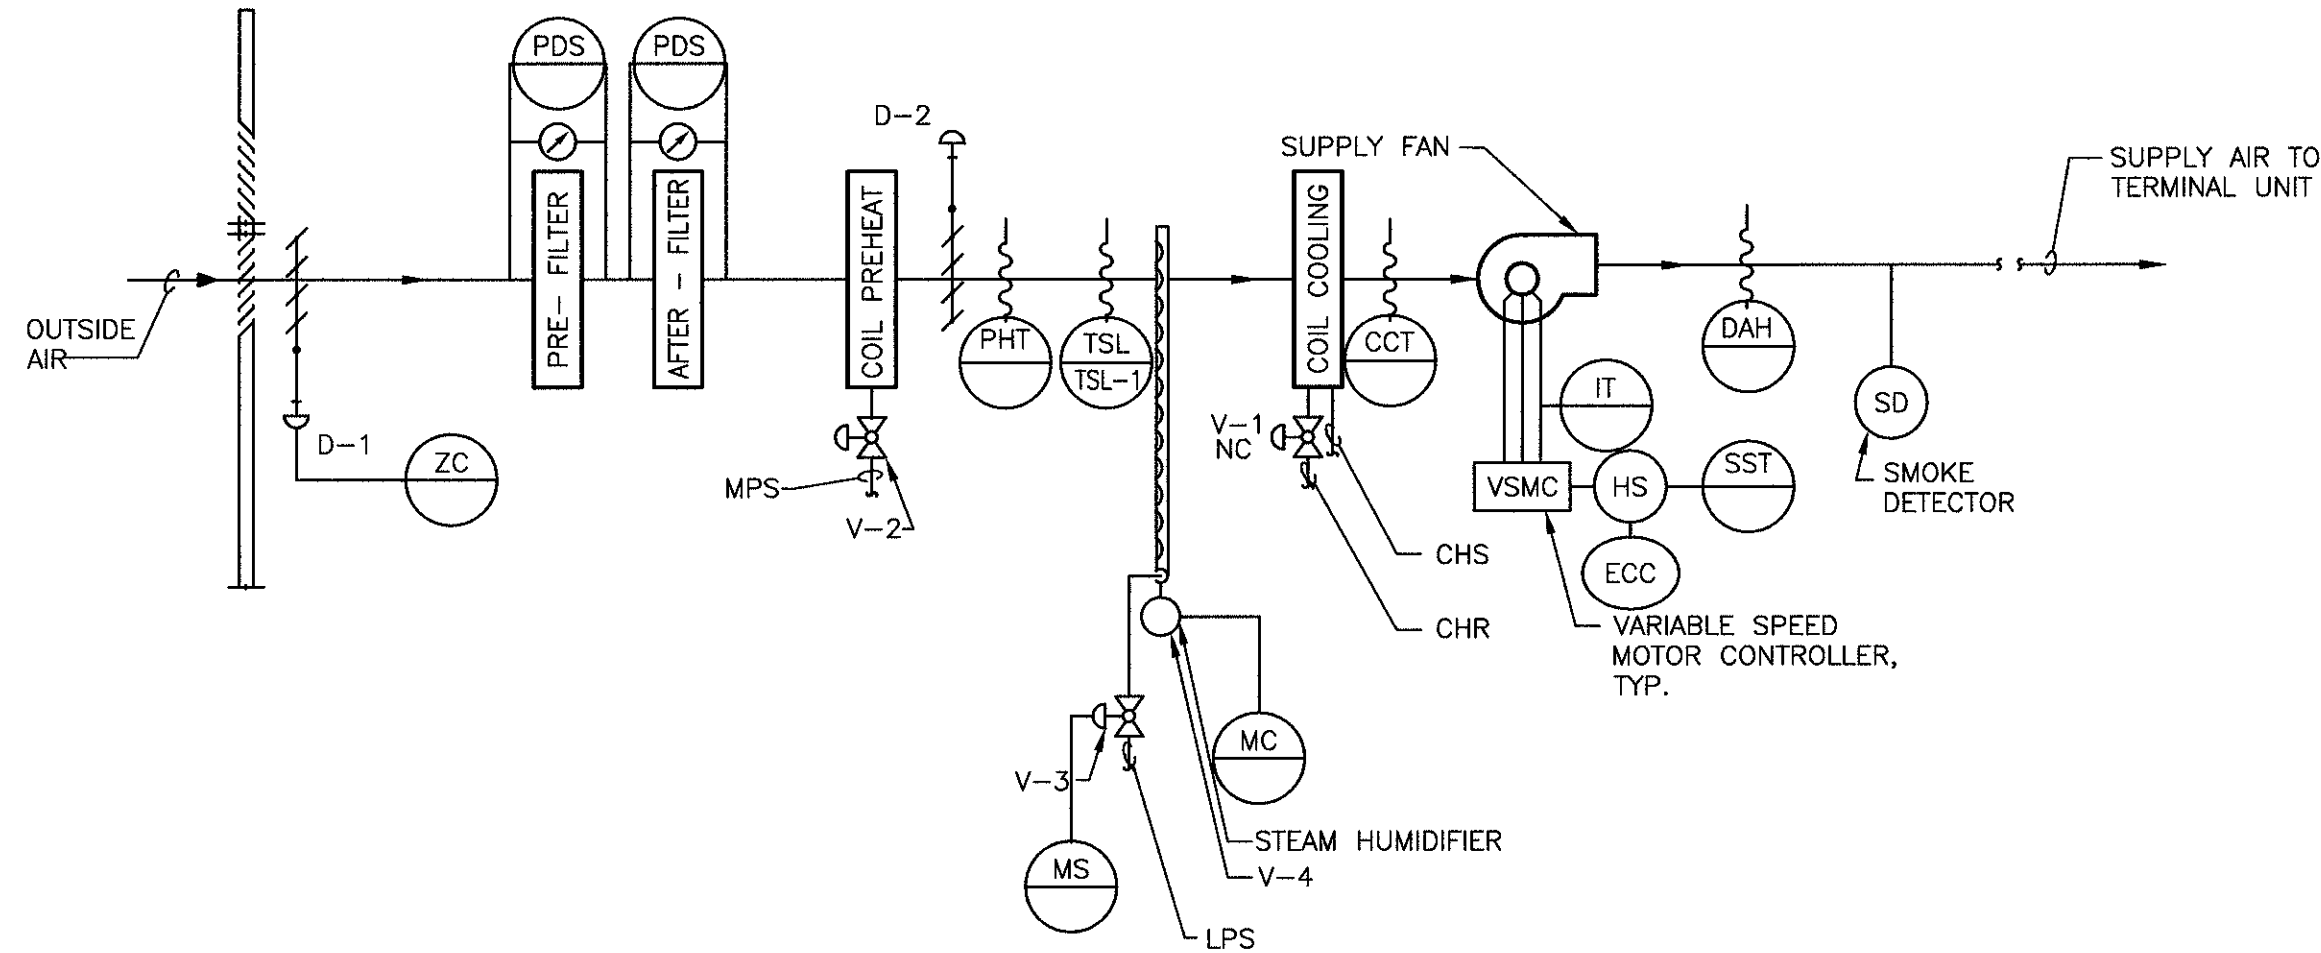 PDS
PDS
D-2
SUPPLY FAN
SUPPLY AIR TO
TERMINAL UNIT
OUTSIDE
AIR
PRE- FILTER
AFTER - FILTER
COIL PREHEAT
COIL COOLING
PHT
TSL
TSL-1
CCT
DAH
IT
SD
D-1
ZC
MPS
V-2
V-1
NC
VSMC
HS
SST
SMOKE
DETECTOR
CHS
ECC
CHR
VARIABLE SPEED
MOTOR CONTROLLER,
TYP.
MC
V-3
STEAM HUMIDIFIER
MS
V-4
LPS